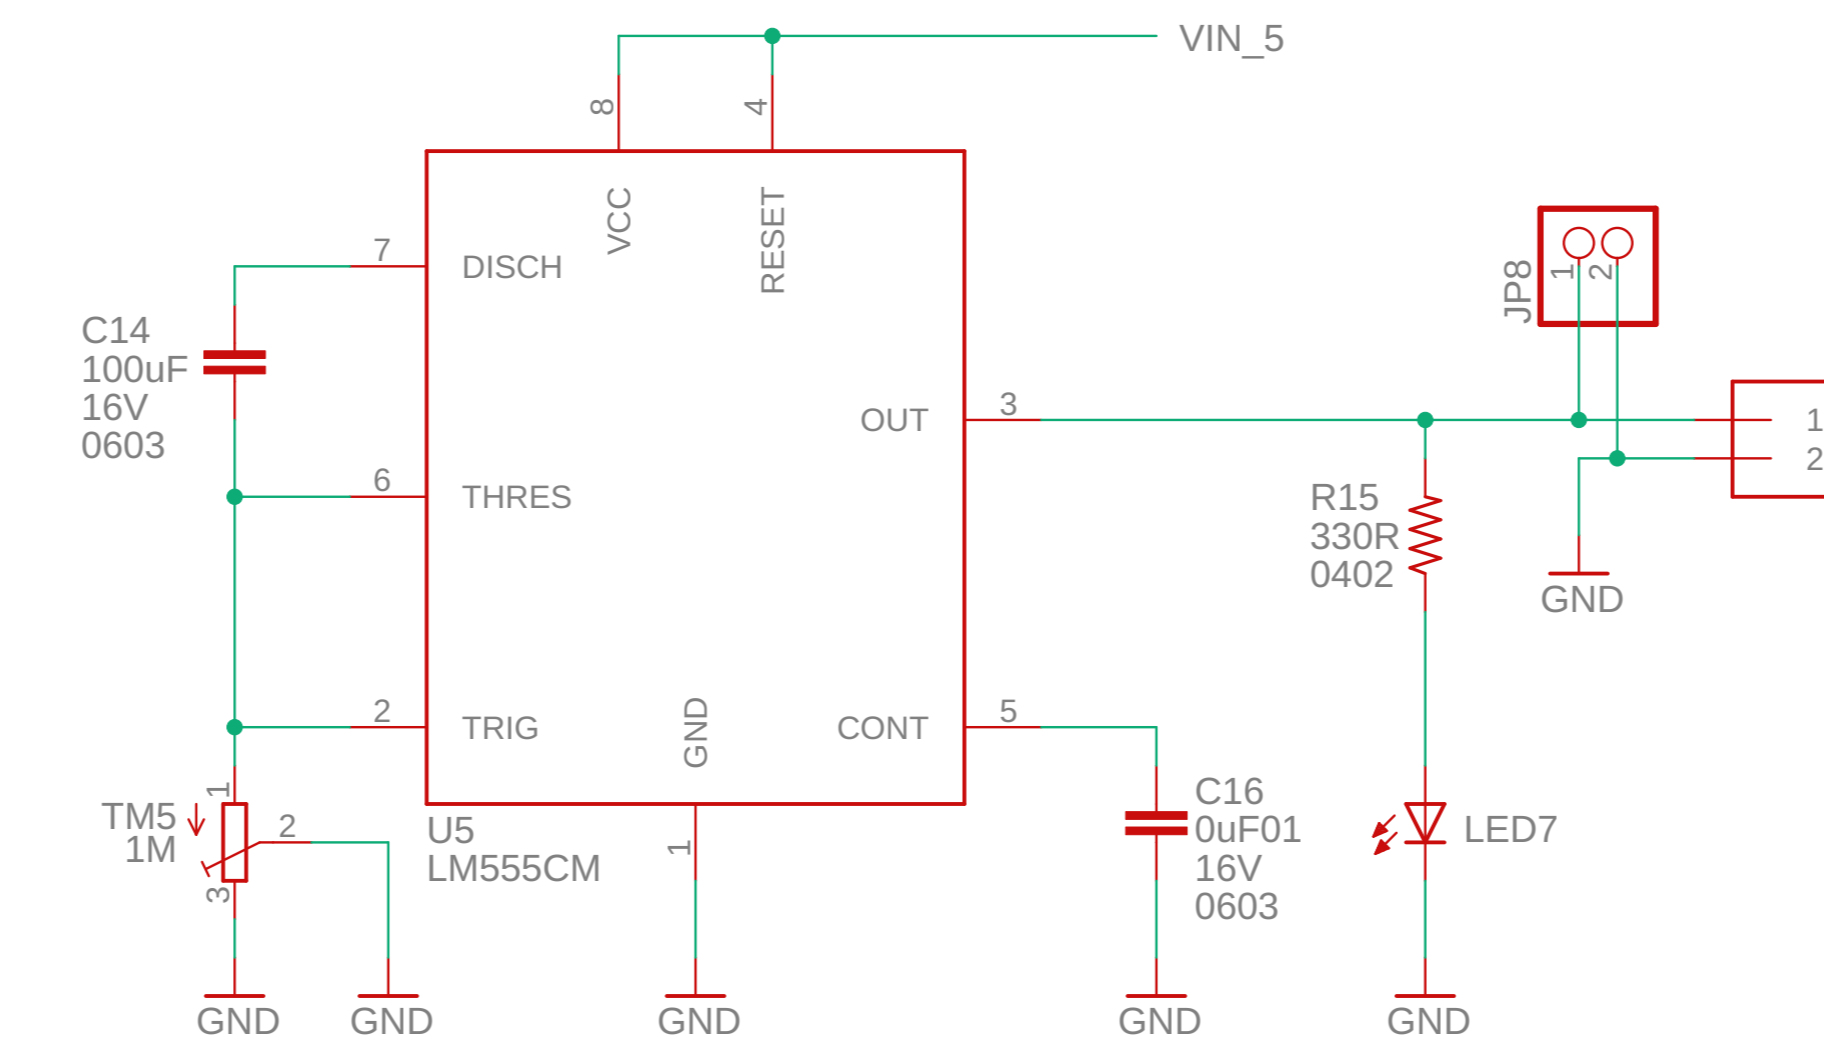 VIN_5
8
4
VCC
RESET
7
DISCH
C14
100uF
16V
0603
6
THRES
2
TRIG
OUT
3
CONT
5
GND
1
U5
LM555CM
TM5
1M
1
2
3
GND
GND
GND
C16
0uF01
16V
0603
GND
JP8
1
2
1
2
R15
330R
0402
GND
LED7
GND